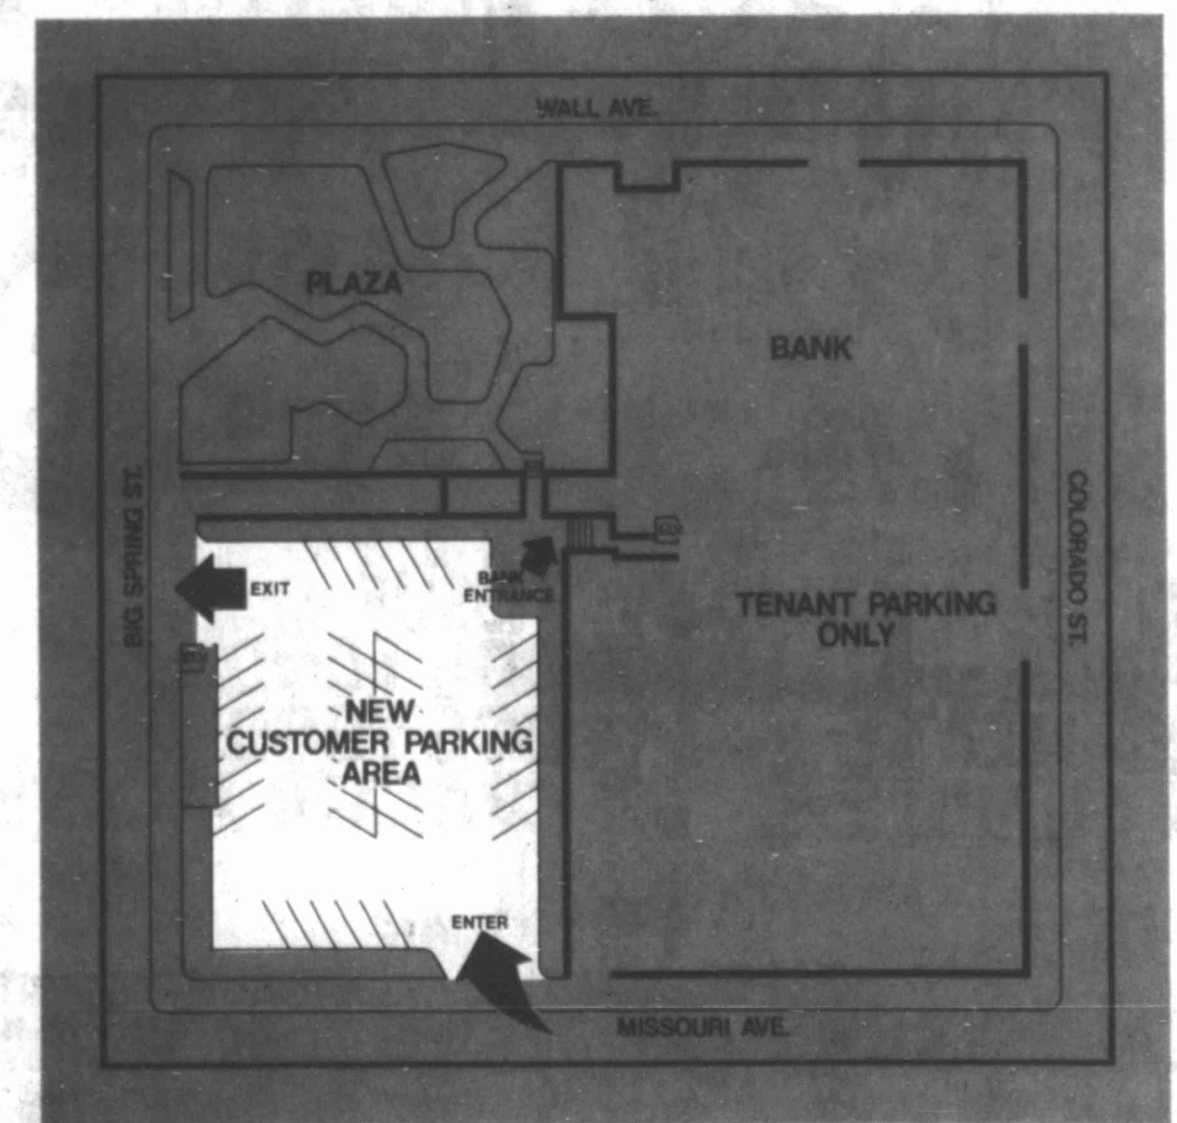 WALL AVE.
PLAZA
BANK
BIG SPRING ST.
COLORADO ST.
EXIT
BANK
ENTRANCE
TENANT PARKING
ONLY
NEW
CUSTOMER PARKING
AREA
ENTER
MISSOURI AVE.